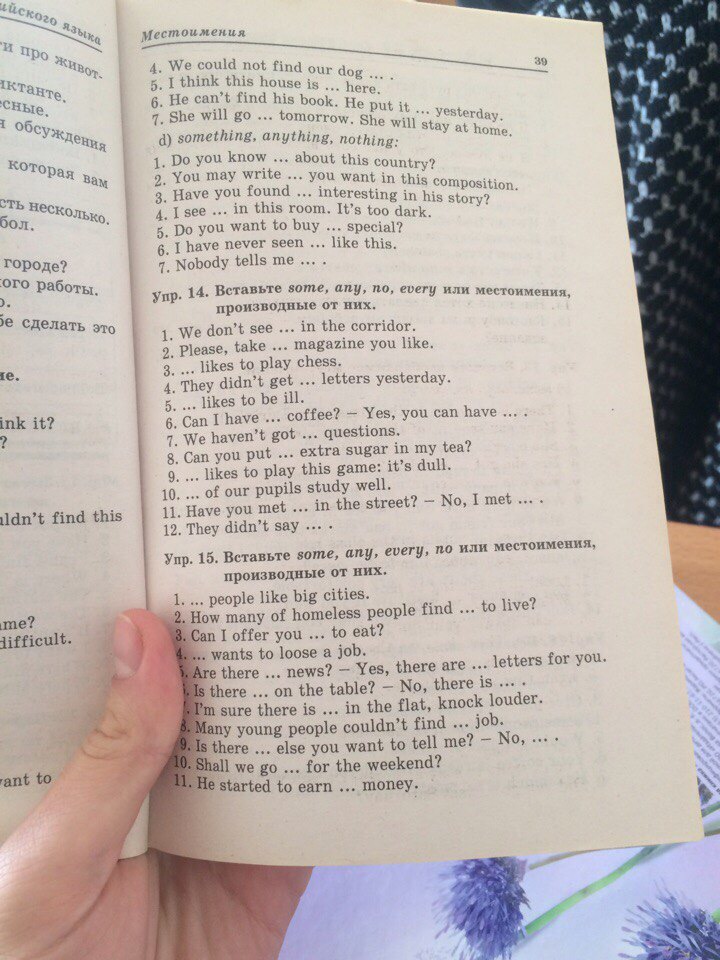 йского языка
ти про живот-
иктанте.
есные.
я обсуждения
которая вам
сть несколько.
бол.
городе?
ного работы.
о.
бе сделать это
ие.
ink it?
?
uldn't find this
ame?
difficult.
vant to
Местоимения
39
4. We could not find our dog ... .
5. I think this house is ... here.
6. He can't find his book. He put it ... yesterday.
7. She will go ... tomorrow. She will stay at home.
d) something, anything, nothing:
1. Do you know ... about this country?
2. You may write ... you want in this composition.
3. Have you found ... interesting in his story?
4. I see ... in this room. It's too dark.
5. Do you want to buy ... special?
6. I have never seen ... like this.
7. Nobody tells me ... .
Упр. 14. Вставьте some, any, no, every или местоимения,
производные от них.
1. We don't see ... in the corridor.
2. Please, take ... magazine you like.
3. ... likes to play chess.
4. They didn't get ... letters yesterday.
5. ... likes to be ill.
6. Can I have ... coffee? – Yes, you can have ... .
7. We haven't got ... questions.
8. Can you put ... extra sugar in my tea?
9. ... likes to play this game: it's dull.
10. ... of our pupils study well.
11. Have you met ... in the street? – No, I met ... .
12. They didn't say ... .
Упр. 15. Вставьте some, any, every, no или местоимения,
производные от них.
1. ... people like big cities.
2. How many of homeless people find ... to live?
3. Can I offer you ... to eat?
4. ... wants to loose a job.
5. Are there ... news? – Yes, there are ... letters for you.
6. Is there ... on the table? – No, there is ... .
7. I'm sure there is ... in the flat, knock louder.
8. Many young people couldn't find ... job.
9. Is there ... else you want to tell me? – No, ... .
10. Shall we go ... for the weekend?
11. He started to earn ... money.